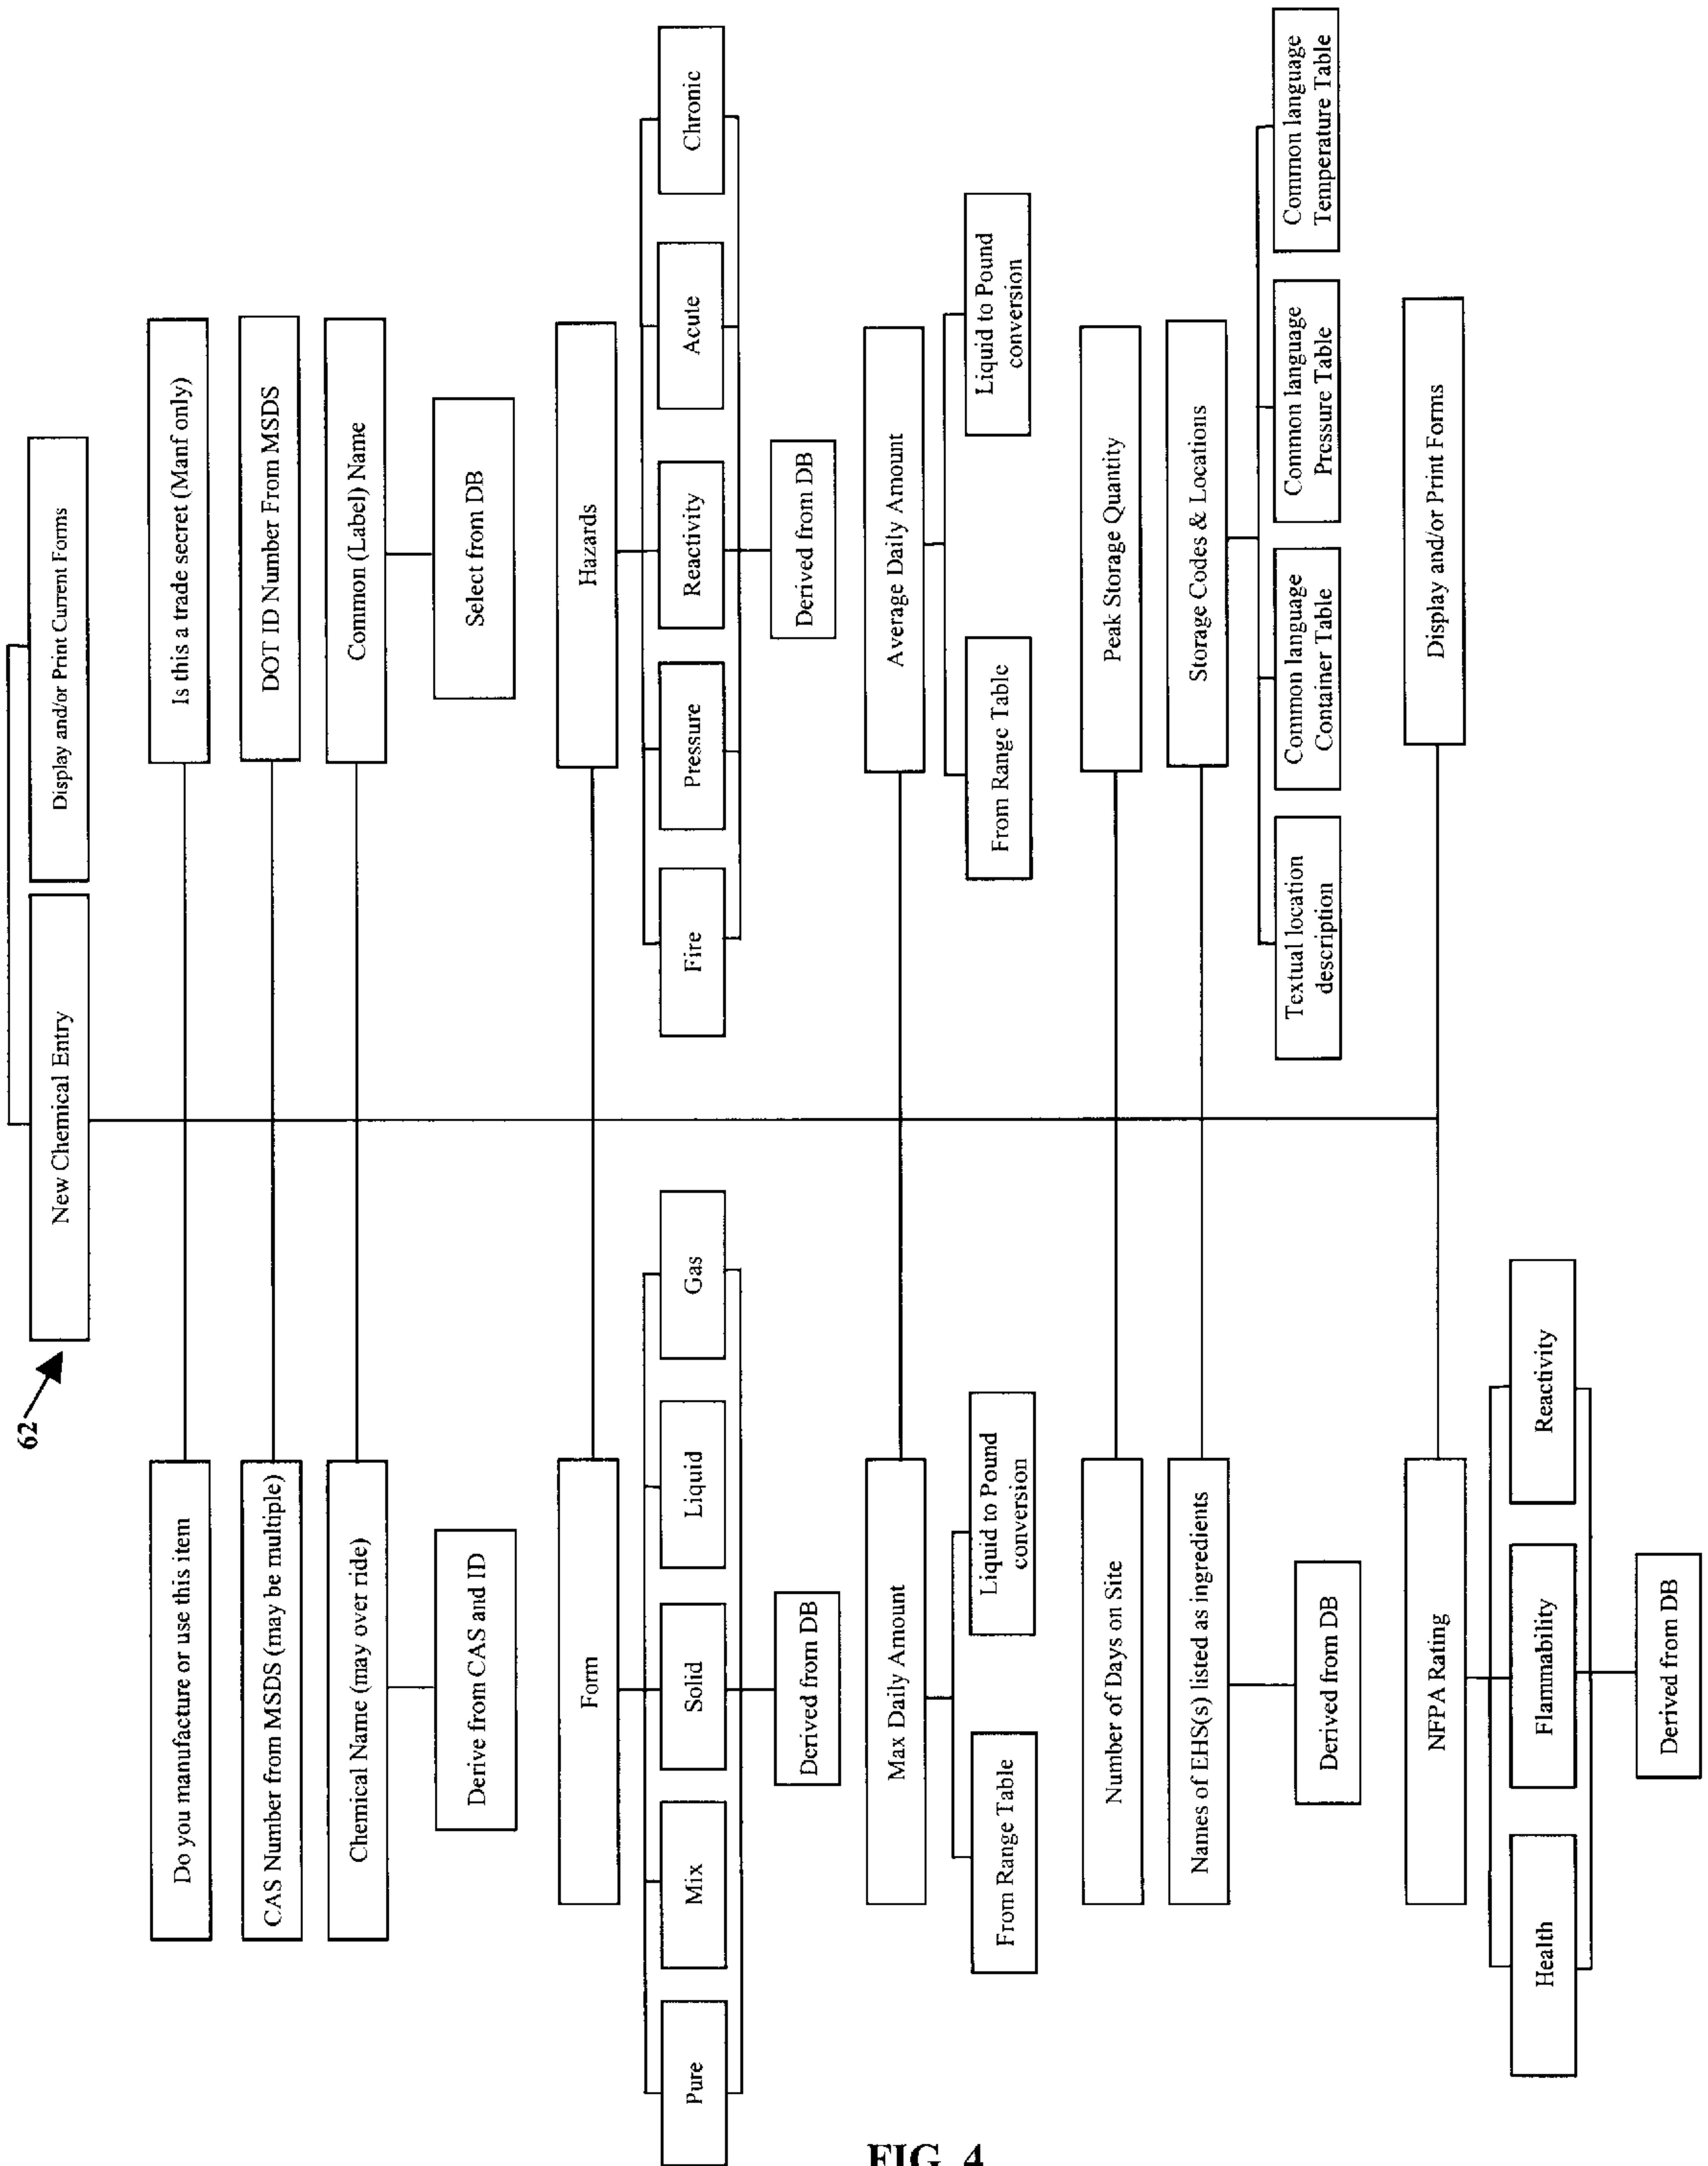 62
New Chemical Entry
Display and/or Print Current Forms
Do you manufacture or use this item
Is this a trade secret (Manf only)
CAS Number from MSDS (may be multiple)
DOT ID Number From MSDS
Chemical Name (may over ride)
Common (Label) Name
Derive from CAS and ID
Select from DB
Form
Hazards
Pure
Mix
Solid
Liquid
Gas
Fire
Pressure
Reactivity
Acute
Chronic
Derived from DB
Derived from DB
Max Daily Amount
Average Daily Amount
From Range Table
Liquid to Pound
conversion
From Range Table
Liquid to Pound
conversion
Number of Days on Site
Peak Storage Quantity
Names of EHS(s) listed as ingredients
Storage Codes & Locations
Derived from DB
Textual location
description
Common language
Container Table
Common language
Pressure Table
Common language
Temperature Table
NFPA Rating
Display and/or Print Forms
Health
Flammability
Reactivity
Derived from DB
FIG. 4